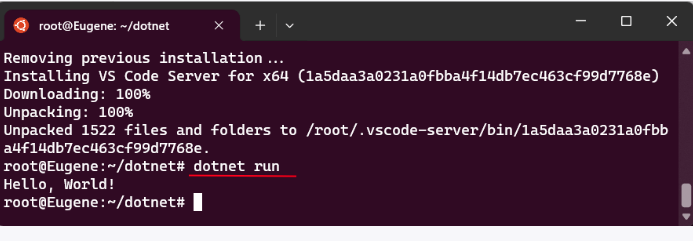 root@Eugene: ~/dotnet
Removing previous installation...
Installing VS Code Server for x64 (1a5daa3a0231a0fbba4f14db7ec463cf99d7768e)
Downloading: 100%
Unpacking: 100%
Unpacked 1522 files and folders to /root/.vscode-server/bin/1a5daa3a0231a0fbb
a4f14db7ec463cf99d7768e.
root@Eugene:~/dotnet# dotnet run
Hello, World!
root@Eugene:~/dotnet#